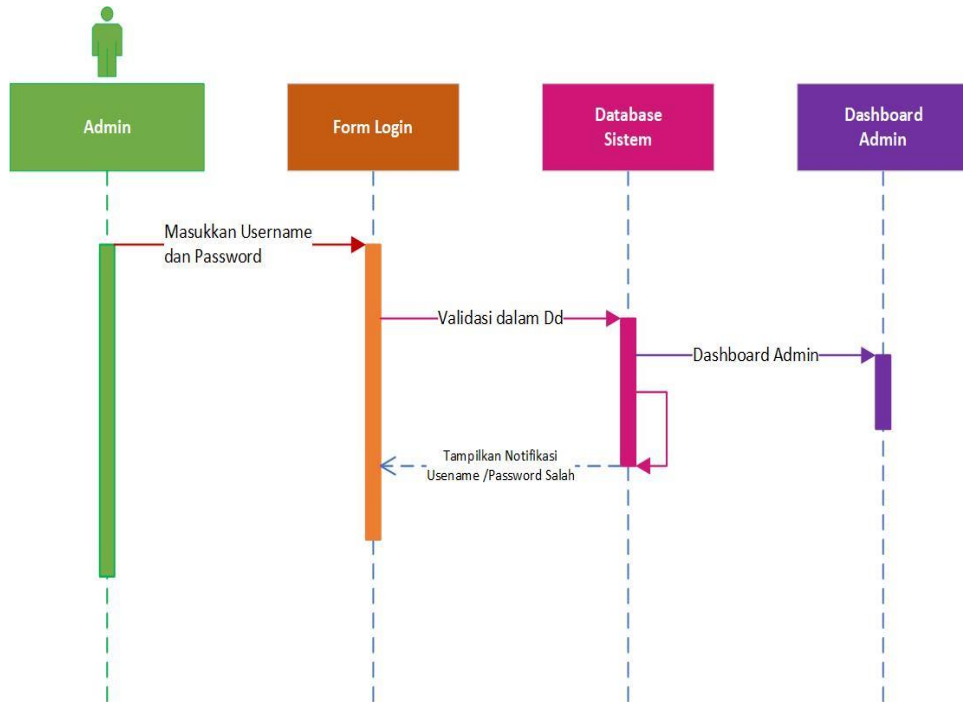 Admin
Form Login
Database
Sistem
Dashboard
Admin
Masukkan Username
dan Password
Validasi dalam Dd
Dashboard Admin
Tampilkan Notifikasi
Usename /Password Salah